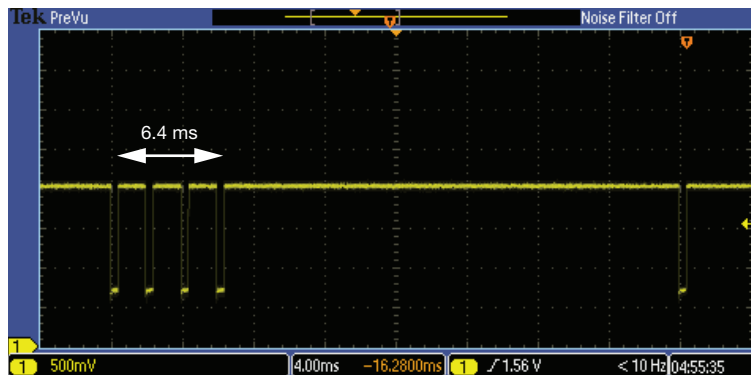 Tek PreVu
Noise Filter Off
T
T
6.4 ms
1
1 500mV
4.00ms -16.2800ms
1 / 1.56 V
< 10 Hz
04:55:35